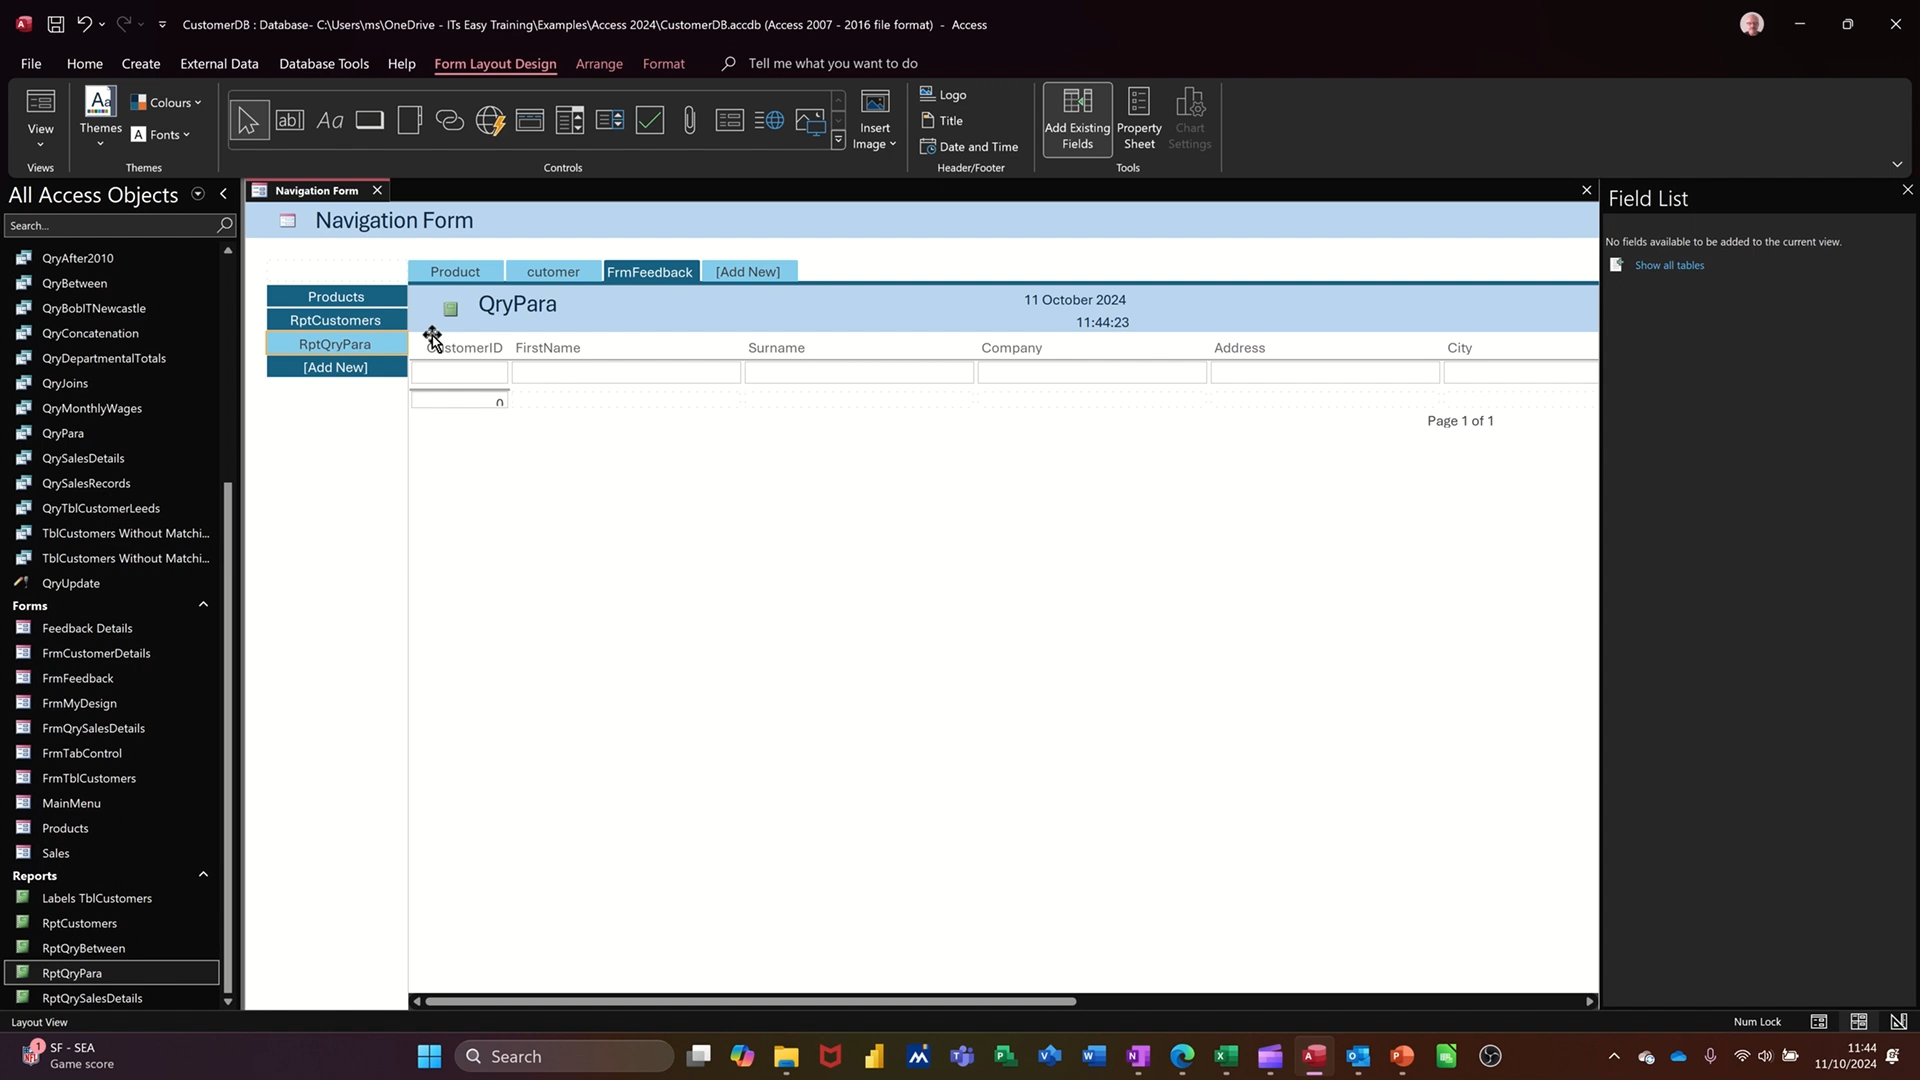 CustomerDB : Database- C:\Users\ms\OneDrive - ITs Easy Training\Examples\Access 2024\CustomerDB.accdb (Access 2007 - 2016 file format) - Access
File Home Create External Data Database Tools Help Form Layout Design Arrange Format Tell me what you want to do
View
Views
Aa
Themes
Colours
A Fonts
Themes
ab
Aa
Controls
Insert
Image
Logo
Title
Date and Time
Header/Footer
Add Existing
Fields
Property
Sheet
Chart
Settings
Tools
All Access Objects
Search...
QryAfter2010
QryBetween
QryBobITNewcastle
QryConcatenation
QryDepartmentalTotals
QryJoins
QryMonthlyWages
QryPara
QrySalesDetails
QrySalesRecords
QryTblCustomerLeeds
TblCustomers Without Matchi...
TblCustomers Without Matchi...
QryUpdate
Forms
Feedback Details
FrmCustomerDetails
FrmFeedback
FrmMyDesign
FrmQrySalesDetails
FrmTabControl
FrmTblCustomers
MainMenu
Products
Sales
Reports
Labels TblCustomers
RptCustomers
RptQryBetween
RptQryPara
RptQrySalesDetails
Navigation Form
Navigation Form
Product cutomer FrmFeedback [Add New]
Products
RptCustomers
RptQryPara
[Add New]
QryPara
11 October 2024
11:44:23
CustomerID FirstName Surname Company Address City
0
Page 1 of 1
Field List
No fields available to be added to the current view.
Show all tables
Layout View
Num Lock
1
SF - SEA
Game score
Search
11:44
11/10/2024